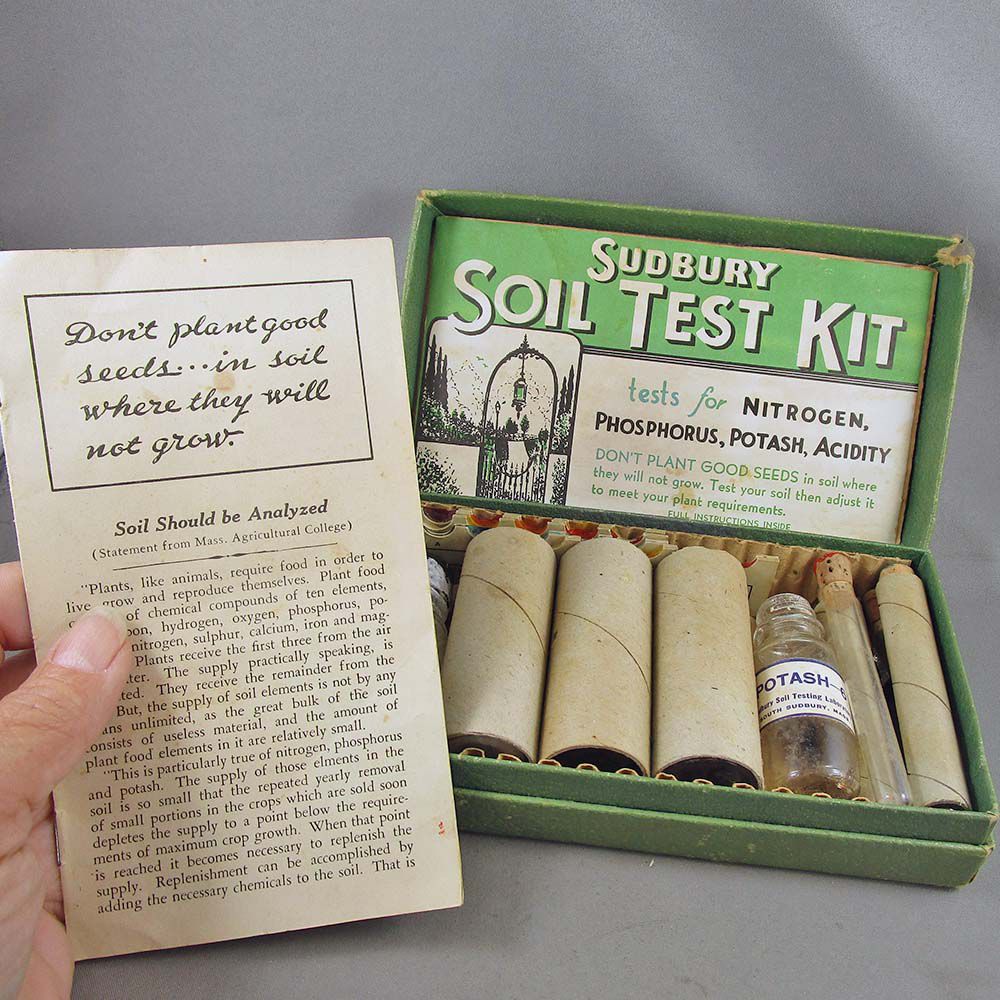 Don't plant good
seeds...in soil
where they will
not grow.
Soil Should be Analyzed
(Statement from Mass. Agricultural College)
"Plants, like animals, require food in order to
live, grow and reproduce themselves. Plant food
of chemical compounds of ten elements,
hydrogen, oxygen, phosphorus, po-
nitrogen, sulphur, calcium, iron and mag-
Plants receive the first three from the air
The supply practically speaking, is
They receive the remainder from the
But, the supply of soil elements is not by any
unlimited, as the great bulk of the soil
consists of useless material, and the amount of
plant food elements in it are relatively small.
"This is particularly true of nitrogen, phosphorus
and potash. The supply of those elments in the
soil is so small that the repeated yearly removal
of small portions in the crops which are sold soon
depletes the supply to a point below the require-
ments of maximum crop growth. When that point
is reached it becomes necessary to replenish the
supply. Replenishment can be accomplished by
adding the necessary chemicals to the soil. That is
SUDBURY
SOIL TEST KIT
tests for NITROGEN,
PHOSPHORUS, POTASH, ACIDITY
DON'T PLANT GOOD SEEDS in soil where
they will not grow. Test your soil then adjust it
to meet your plant requirements.
FULL INSTRUCTIONS INSIDE
POTASH-
Soil Testing
SOUTH SUDBURY, MASS